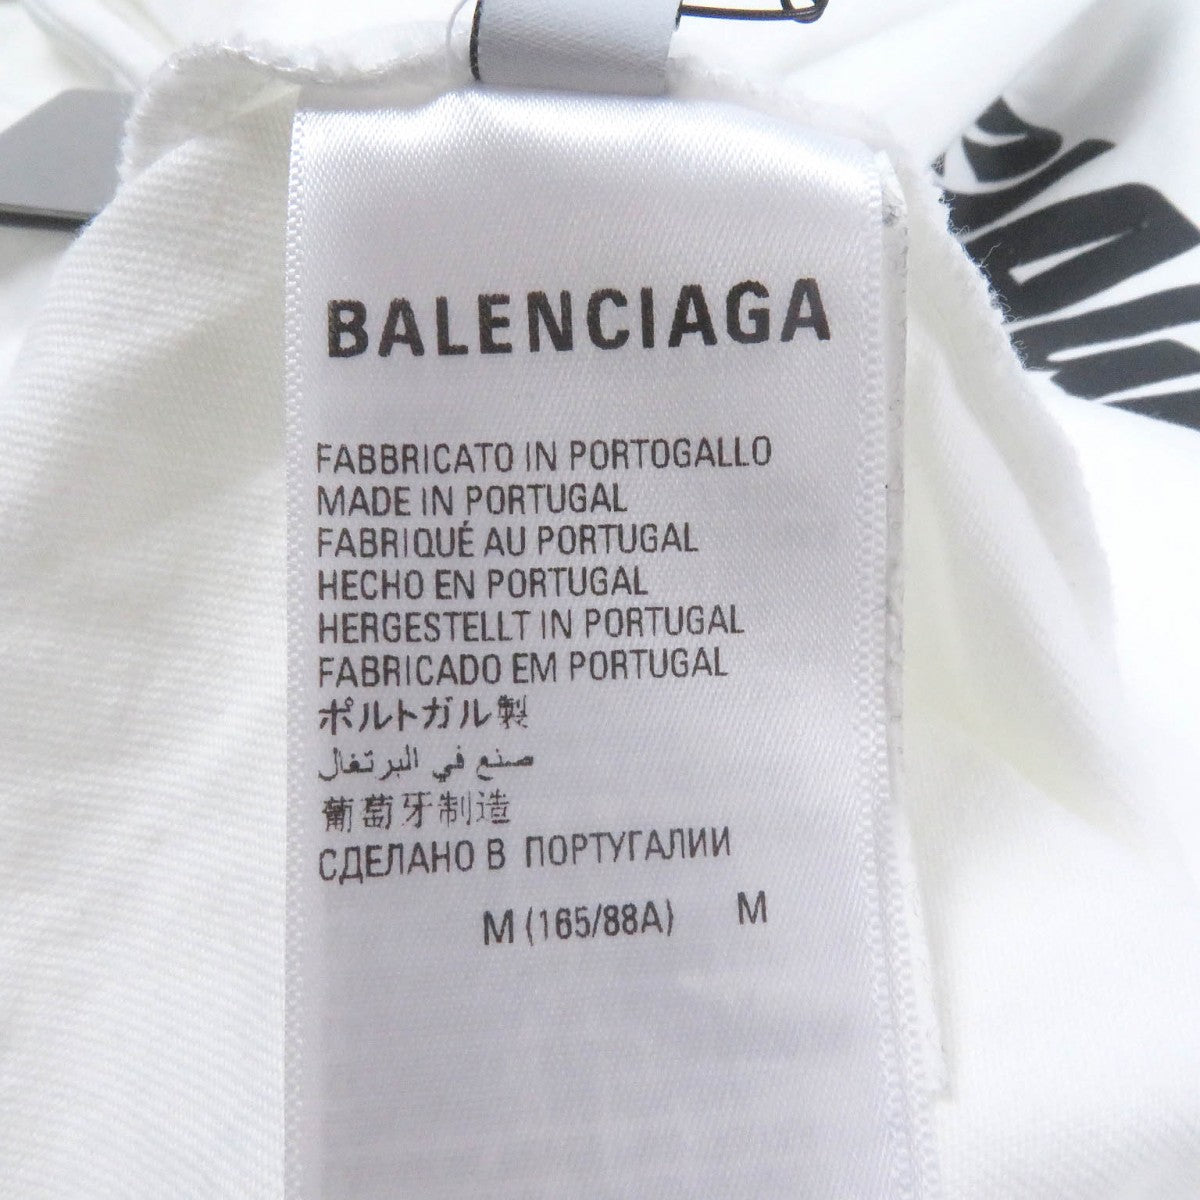 BALENCIAGA
FABBRICATO IN PORTOGALLO
MADE IN PORTUGAL
FABRIQUÉ AU PORTUGAL
HECHO EN PORTUGAL
HERGESTELLT IN PORTUGAL
FABRICADO EM PORTUGAL
ポルトガル製
صنع في البرتغال
葡萄牙制造
СДЕЛАНО В ПОРТУГАЛИИ
M (165/88A) M